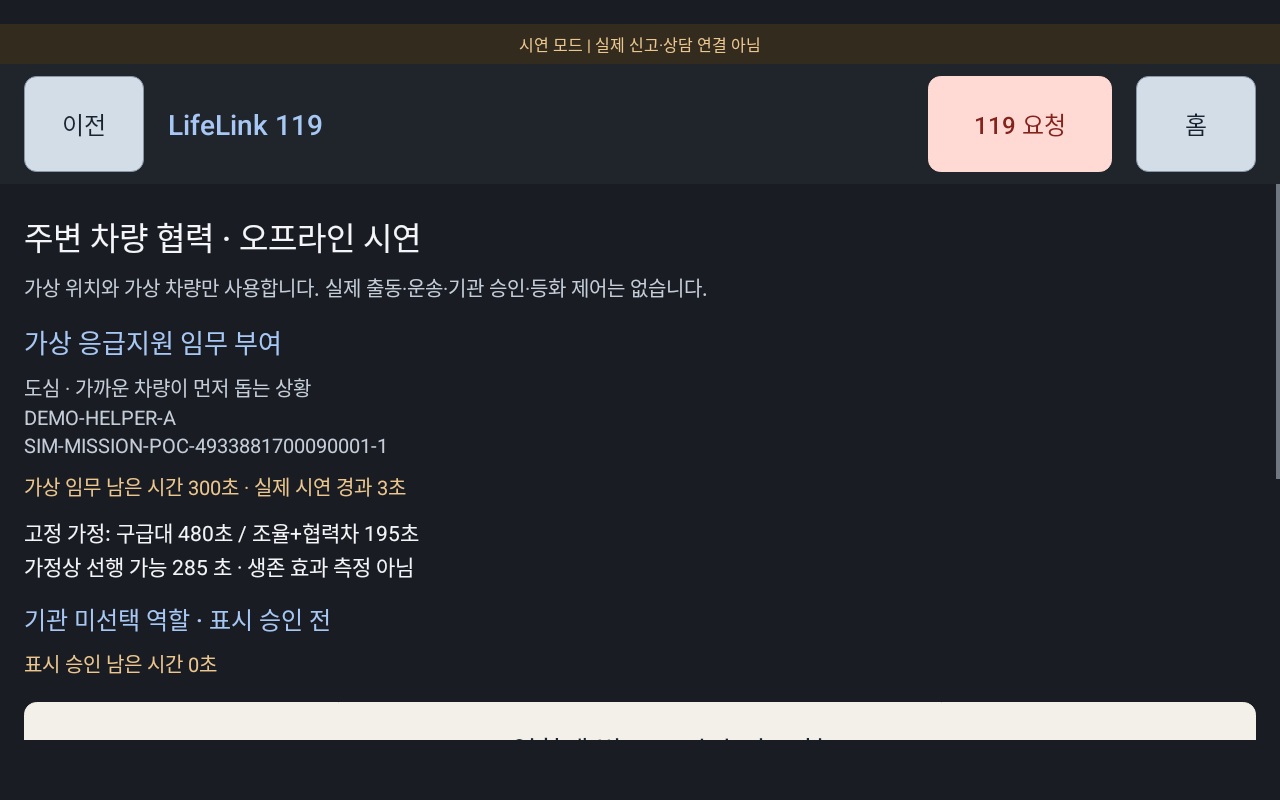 시연 모드 | 실제 신고·상담 연결 아님
이전
LifeLink 119
119 요청
홈
주변 차량 협력 · 오프라인 시연
가상 위치와 가상 차량만 사용합니다. 실제 출동·운송·기관 승인·등화 제어는 없습니다.
가상 응급지원 임무 부여
도심 · 가까운 차량이 먼저 돕는 상황
DEMO-HELPER-A
SIM-MISSION-POC-4933881700090001-1
가상 임무 남은 시간 300초 · 실제 시연 경과 3초
고정 가정: 구급대 480초 / 조율+협력차 195초
가정상 선행 가능 285 초 · 생존 효과 측정 아님
기관 미선택 역할 · 표시 승인 전
표시 승인 남은 시간 0초